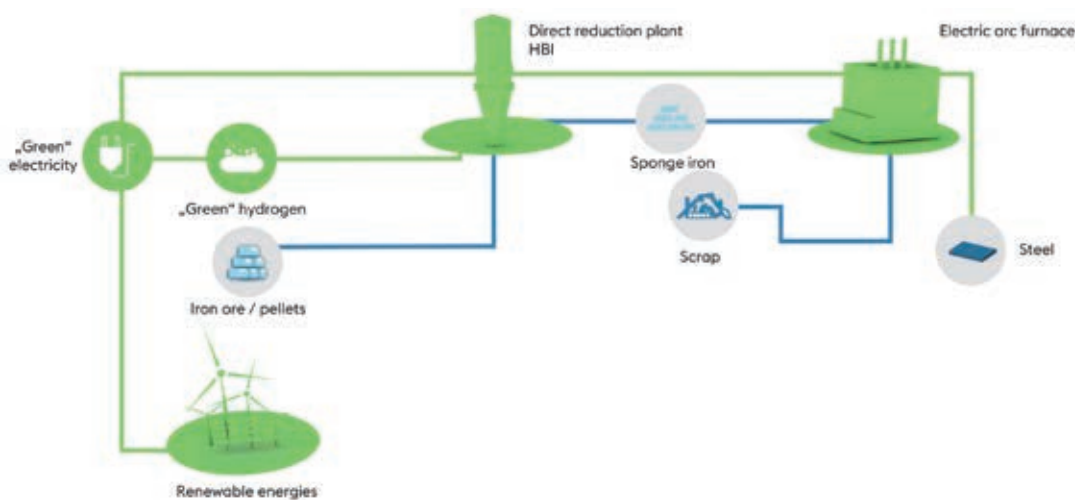 Direct reduction plant
HBI
Electric arc furnace
„Green“
electricity
„Green“ hydrogen
Sponge iron
Iron ore / pellets
Scrap
Steel
Renewable energies